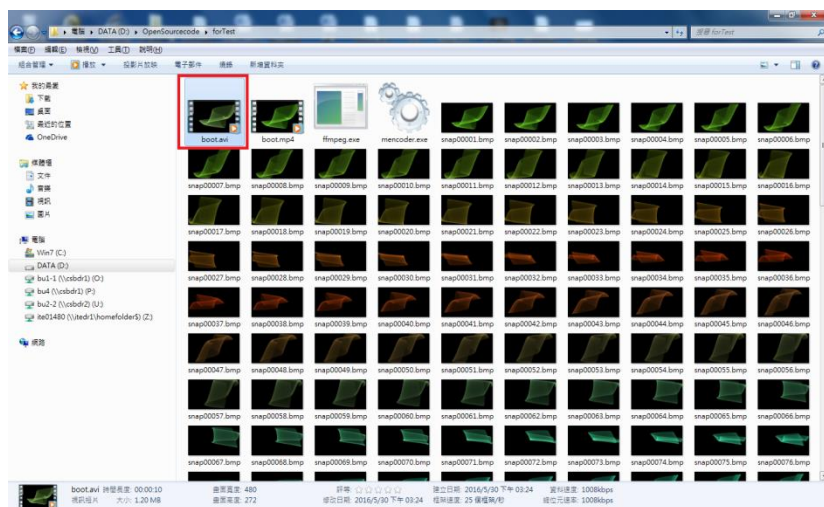 電腦 ▸ DATA (D:) ▸ OpenSourcecode ▸ forTest
搜尋 forTest
檔案(F) 編輯(E) 檢視(V) 工具(T) 說明(H)
組合管理 播放 投影片放映 電子郵件 燒錄 新增資料夾
我的最愛
下載
桌面
最近的位置
OneDrive
媒體櫃
文件
音樂
視訊
圖片
電腦
Win7 (C:)
DATA (D:)
bu1-1 (\\csbdr1) (O:)
bu4 (\\csbdr1) (P:)
bu2-2 (\\csbdr2) (U:)
ite01480 (\\itedr1\homefolder$) (Z:)
網路
boot.avi boot.mp4 ffmpeg.exe mencoder.exe snap00001.bmp snap00002.bmp snap00003.bmp snap00004.bmp snap00005.bmp snap00006.bmp
snap00007.bmp snap00008.bmp snap00009.bmp snap00010.bmp snap00011.bmp snap00012.bmp snap00013.bmp snap00014.bmp snap00015.bmp snap00016.bmp
snap00017.bmp snap00018.bmp snap00019.bmp snap00020.bmp snap00021.bmp snap00022.bmp snap00023.bmp snap00024.bmp snap00025.bmp snap00026.bmp
snap00027.bmp snap00028.bmp snap00029.bmp snap00030.bmp snap00031.bmp snap00032.bmp snap00033.bmp snap00034.bmp snap00035.bmp snap00036.bmp
snap00037.bmp snap00038.bmp snap00039.bmp snap00040.bmp snap00041.bmp snap00042.bmp snap00043.bmp snap00044.bmp snap00045.bmp snap00046.bmp
snap00047.bmp snap00048.bmp snap00049.bmp snap00050.bmp snap00051.bmp snap00052.bmp snap00053.bmp snap00054.bmp snap00055.bmp snap00056.bmp
snap00057.bmp snap00058.bmp snap00059.bmp snap00060.bmp snap00061.bmp snap00062.bmp snap00063.bmp snap00064.bmp snap00065.bmp snap00066.bmp
snap00067.bmp snap00068.bmp snap00069.bmp snap00070.bmp snap00071.bmp snap00072.bmp snap00073.bmp snap00074.bmp snap00075.bmp snap00076.bmp
boot.avi 時間長度: 00:00:10 畫面寬度: 480 評等: 建立日期: 2016/5/30 下午 03:24 資料速度: 1008kbps
視訊短片 大小: 1.20 MB 畫面高度: 272 修改日期: 2016/5/30 下午 03:24 框架速度: 25 個框架/秒 總位元速率: 1008kbps